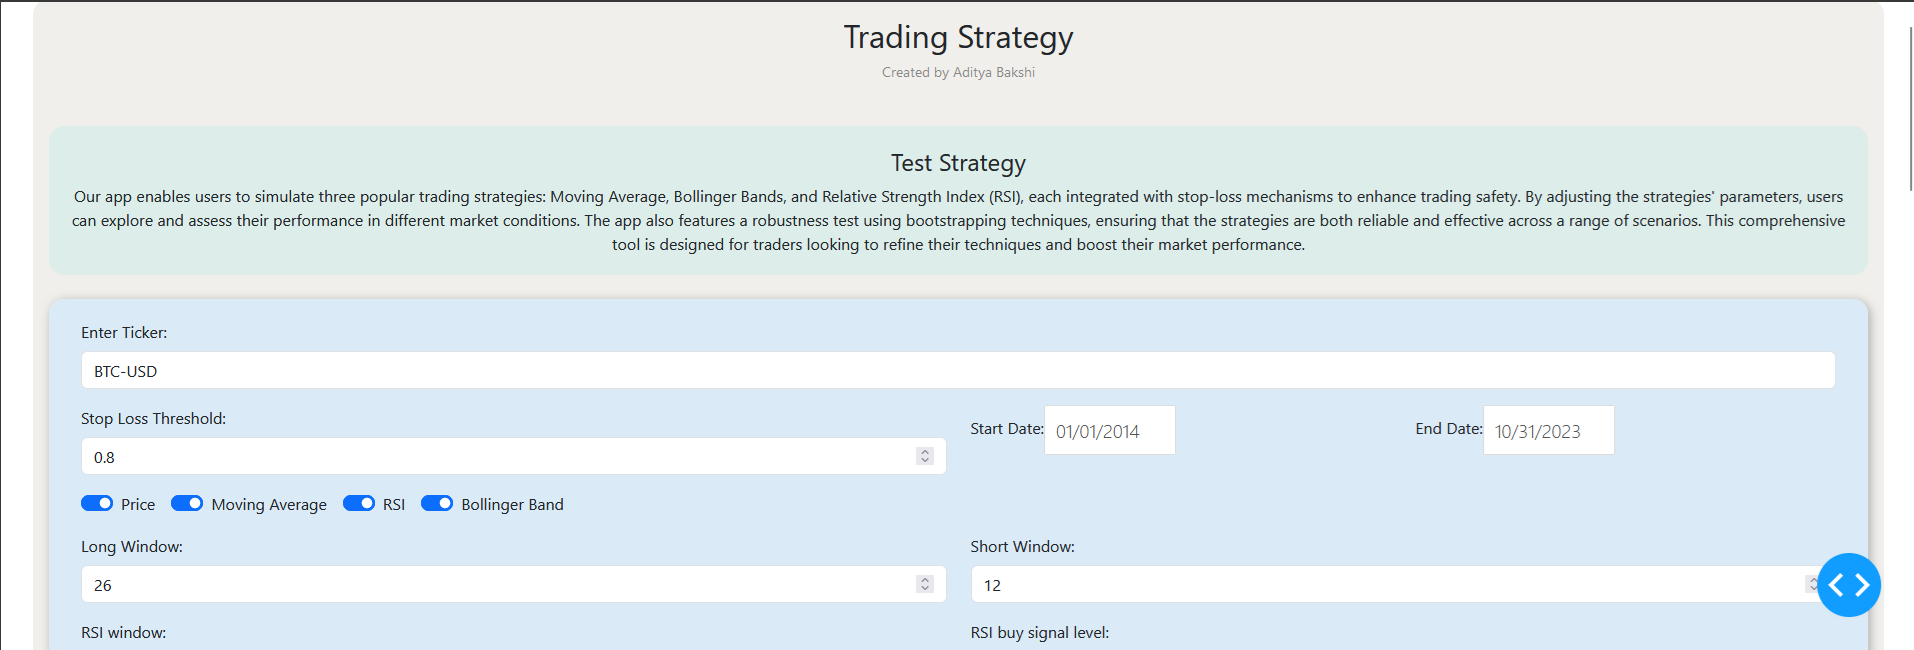 Trading Strategy
Created by Aditya Bakshi
Test Strategy
Our app enables users to simulate three popular trading strategies: Moving Average, Bollinger Bands, and Relative Strength Index (RSI), each integrated with stop-loss mechanisms to enhance trading safety. By adjusting the strategies' parameters, users
can explore and assess their performance in different market conditions. The app also features a robustness test using bootstrapping techniques, ensuring that the strategies are both reliable and effective across a range of scenarios. This comprehensive
tool is designed for traders looking to refine their techniques and boost their market performance.
Enter Ticker:
BTC-USD
Stop Loss Threshold:
0.8
Start Date: 01/01/2014
End Date: 10/31/2023
Price Moving Average RSI Bollinger Band
Long Window:
26
Short Window:
12
RSI window:
RSI buy signal level: